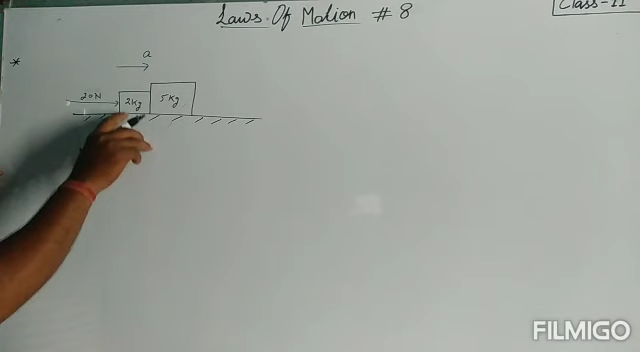 Laws Of Motion # 8
Class-11
*
a
20N
2Kg
5Kg
FILMIGO